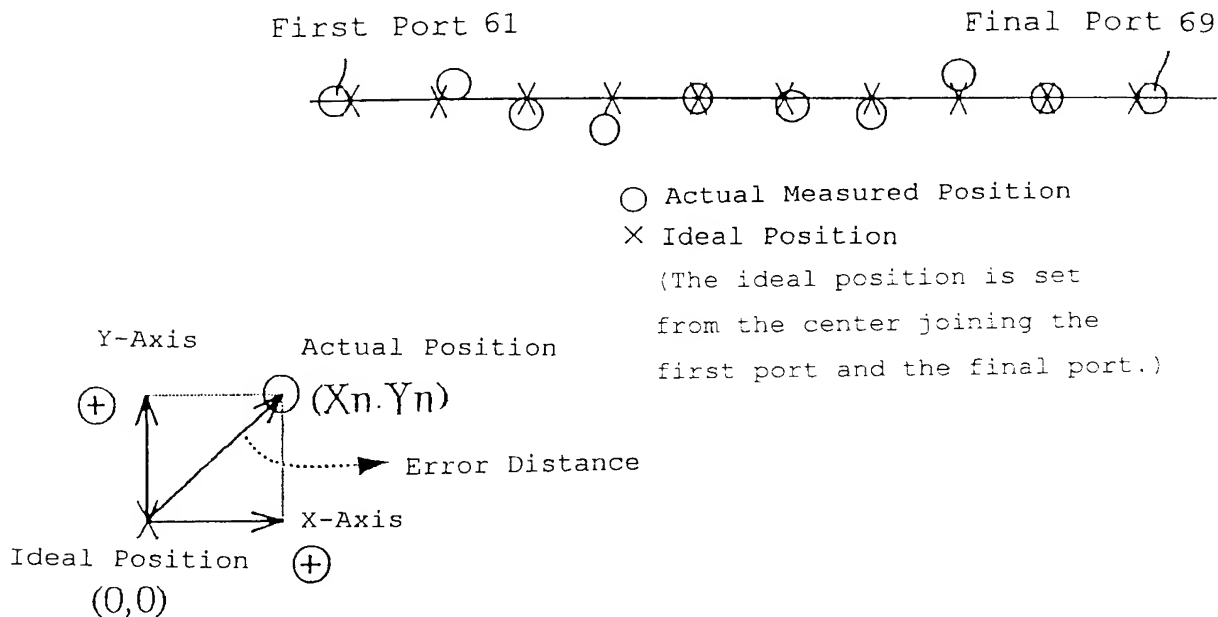 First Port 61
Final Port 69
○ Actual Measured Position
× Ideal Position
(The ideal position is set
from the center joining the
first port and the final port.)
Y-Axis
Actual Position
(Xn.Yn)
+
Error Distance
X-Axis
Ideal Position
+
(0,0)